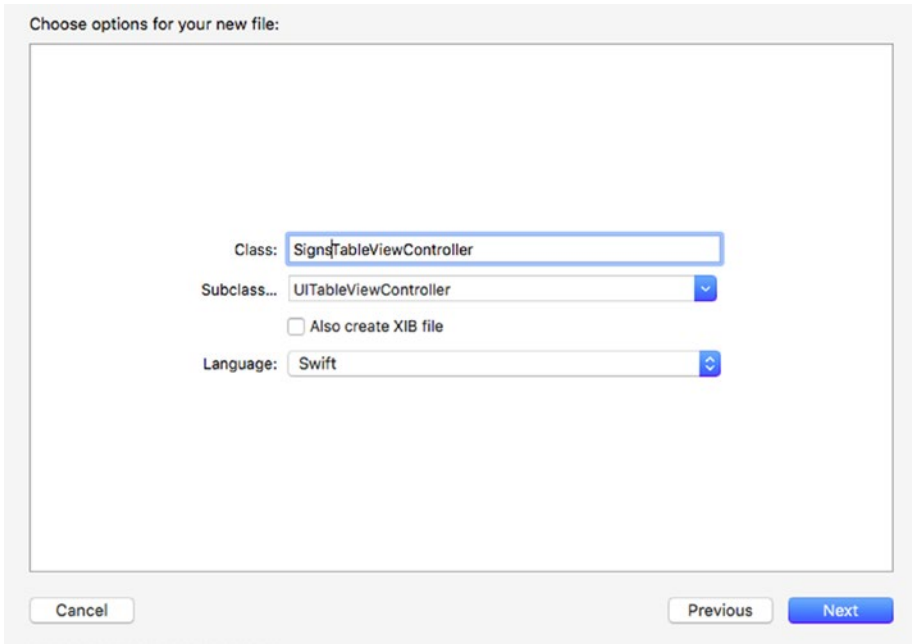 Choose options for your new file:
Class: SignsTableViewController
Subclass... UITableViewController
Also create XIB file
Language: Swift
Cancel Previous Next